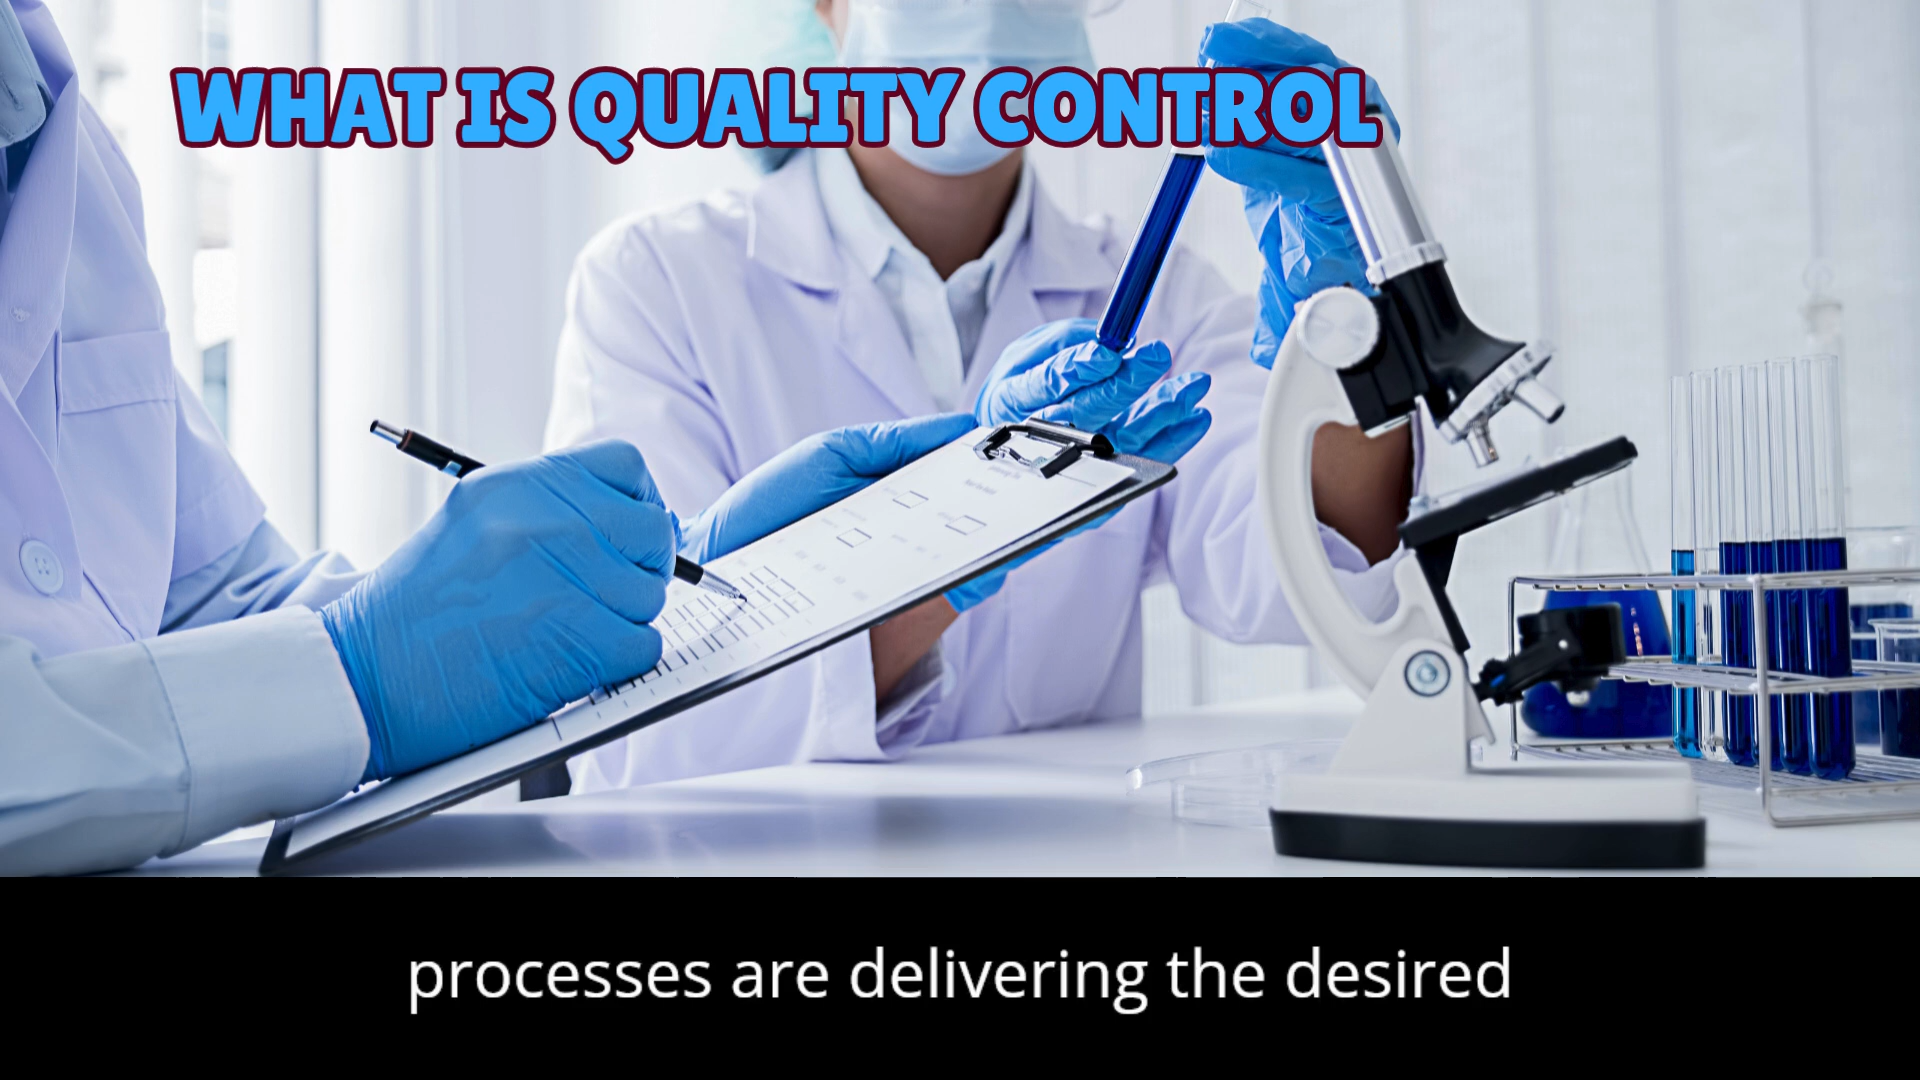 WHAT IS QUALITY CONTROL
processes are delivering the desired